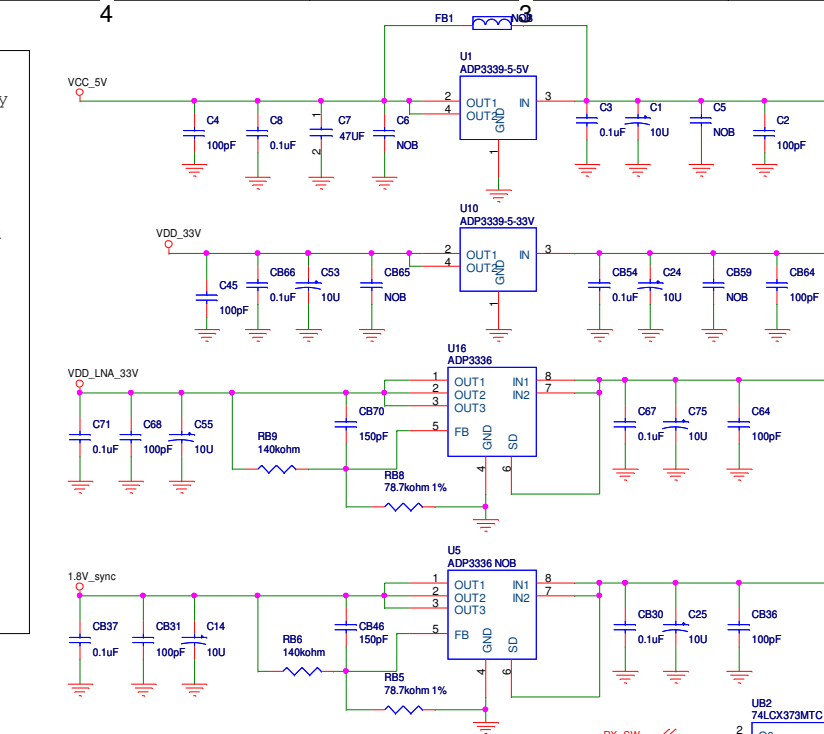 4
3
y
FB1
NOB
U1
ADP3339-5-5V
VCC_5V
2
4
OUT1
OUT2
GND
IN
3
1
C4
100pF
C8
0.1uF
1
C7
47UF
2
C6
NOB
C3
0.1uF
C1
10U
C5
NOB
C2
100pF
U10
ADP3339-5-33V
VDD_33V
2
4
OUT1
OUT2
GND
IN
3
1
C45
100pF
CB66
0.1uF
C53
10U
CB65
NOB
CB54
0.1uF
C24
10U
CB59
NOB
CB64
100pF
U16
ADP3336
VDD_LNA_33V
1
2
3
5
OUT1
OUT2
OUT3
FB
IN1
IN2
8
7
GND
SD
4
6
C71
0.1uF
C68
100pF
C55
10U
RB9
140kohm
CB70
150pF
RB8
78.7kohm 1%
C67
0.1uF
C75
10U
C64
100pF
U5
ADP3336 NOB
1.8V_sync
1
2
3
5
OUT1
OUT2
OUT3
FB
IN1
IN2
8
7
GND
SD
4
6
CB37
0.1uF
CB31
100pF
C14
10U
RB6
140kohm
CB46
150pF
RB5
78.7kohm 1%
CB30
0.1uF
C25
10U
CB36
100pF
UB2
74LCX373MTC
2